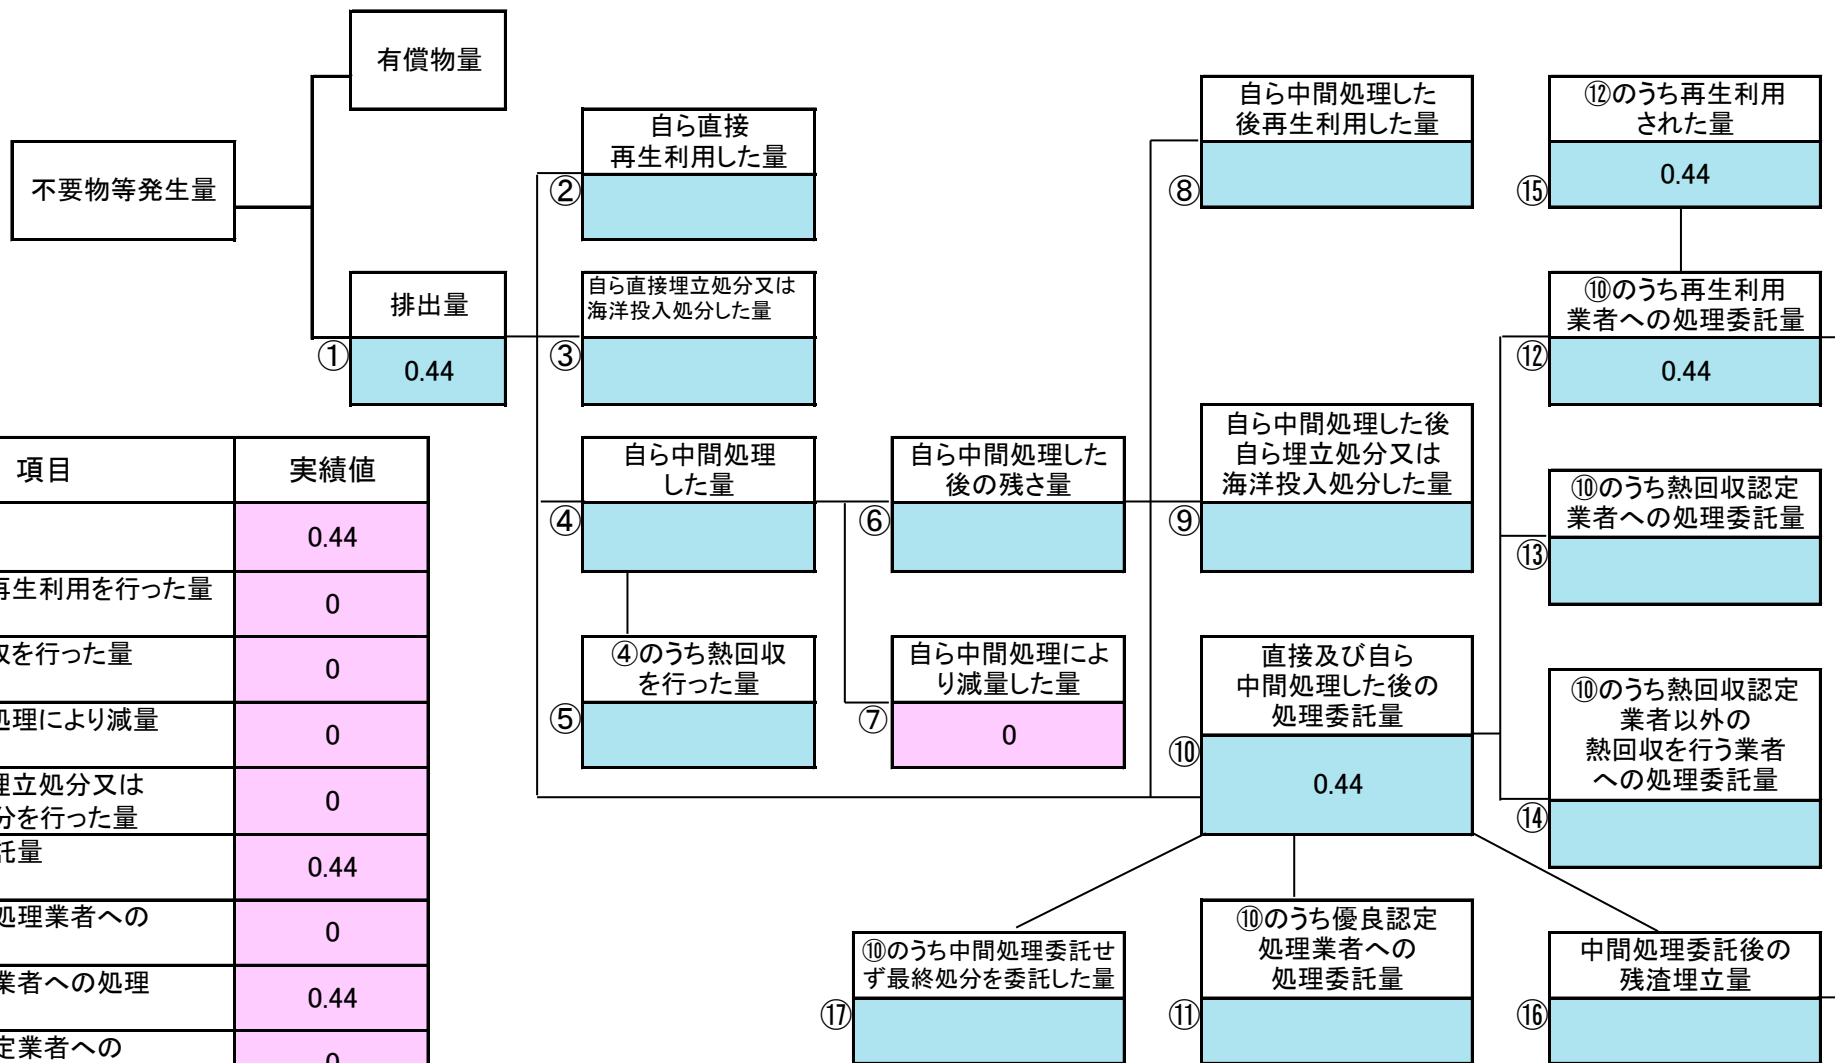 有償物量
不要物等発生量
排出量
①
0.44
自ら直接
再生利用した量
②
自ら直接埋立処分又は
海洋投入処分した量
③
自ら中間処理
した量
④
④のうち熱回収
を行った量
⑤
自ら中間処理した
後の残さ量
⑥
自ら中間処理によ
り減量した量
⑦
0
自ら中間処理した
後再生利用した量
⑧
自ら中間処理した後
自ら埋立処分又は
海洋投入処分した量
⑨
直接及び自ら
中間処理した後の
処理委託量
⑩
0.44
⑫のうち再生利用
された量
⑮
0.44
⑩のうち再生利用
業者への処理委託量
⑫
0.44
⑩のうち熱回収認定
業者への処理委託量
⑬
⑩のうち熱回収認定
業者以外の
熱回収を行う業者
への処理委託量
⑭
⑩のうち中間処理委託せ
ず最終処分を委託した量
⑰
⑩のうち優良認定
処理業者への
処理委託量
⑪
中間処理委託後の
残渣埋立量
⑯
項目 実績値
0.44
再生利用を行った量 0
収を行った量 0
処理により減量 0
埋立処分又は
分を行った量 0
託量 0.44
処理業者への 0
業者への処理 0.44
定業者への 0